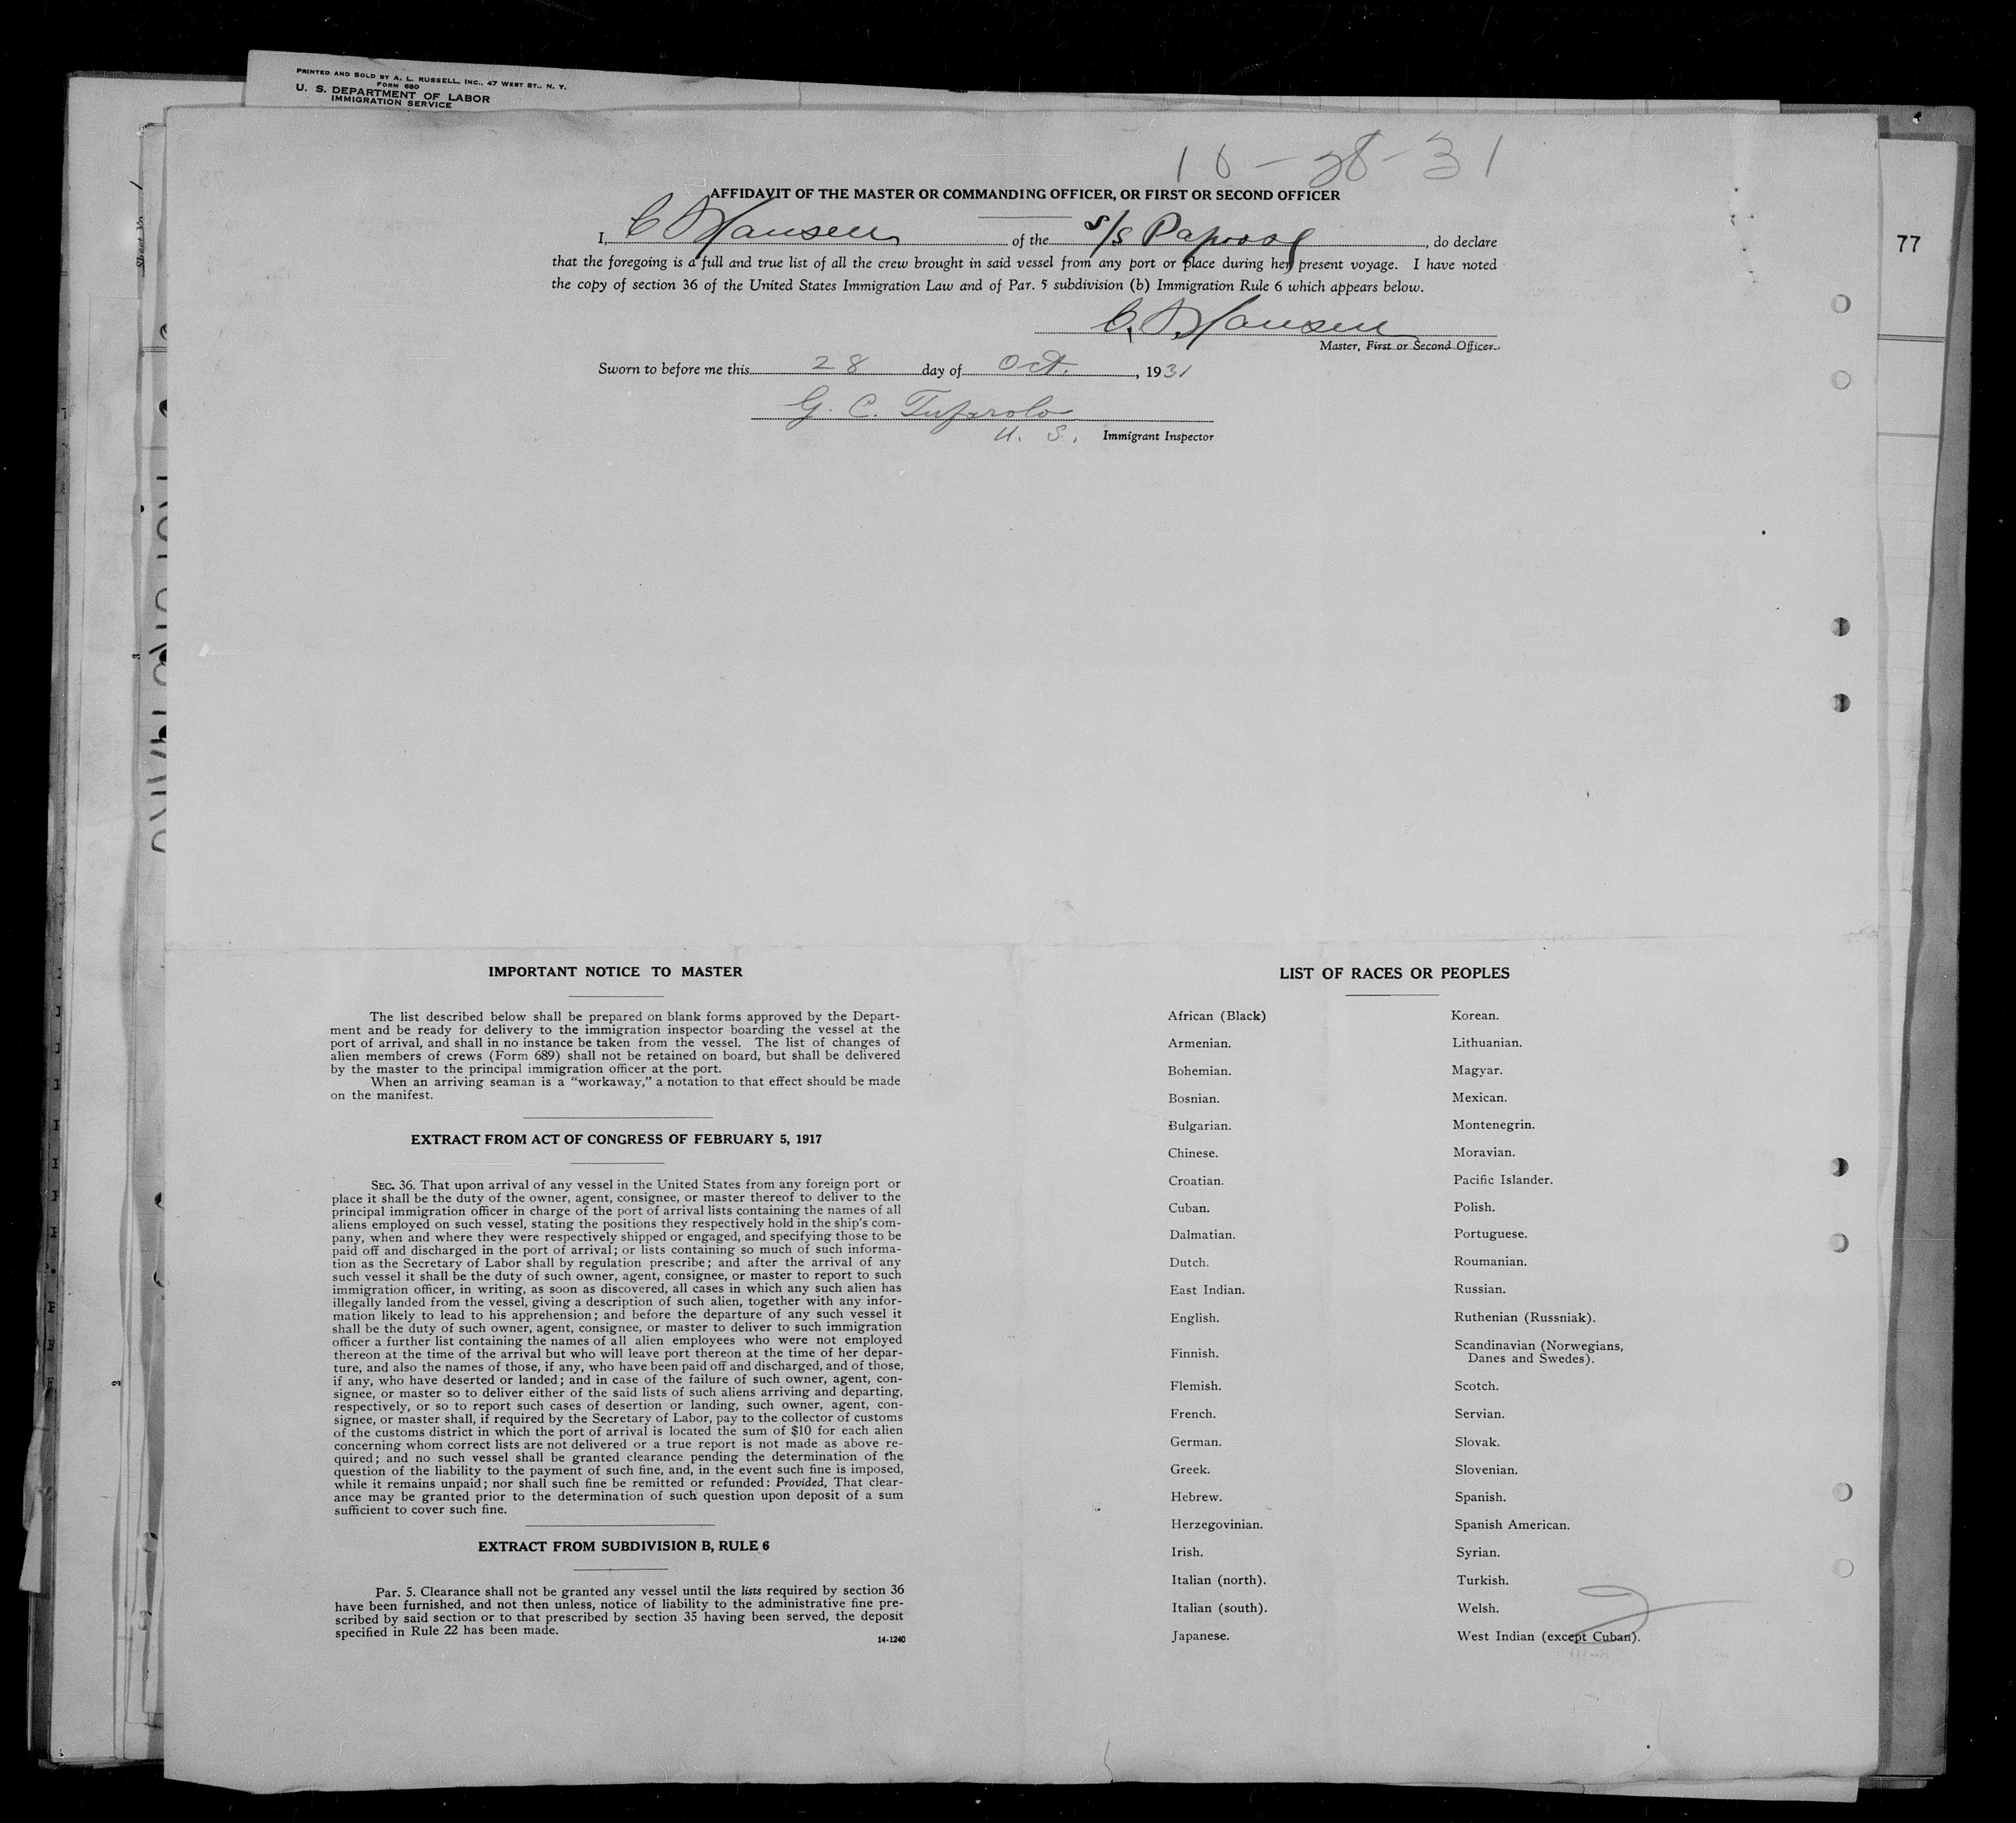 PRINTED AND SOLD BY A. L. RUSSELL, INC., 47 WEST ST., N. Y.
FORM 680
U. S. DEPARTMENT OF LABOR
IMMIGRATION SERVICE
10-28-31
77
AFFIDAVIT OF THE MASTER OR COMMANDING OFFICER, OR FIRST OR SECOND OFFICER
I, C. Hansen of the s/s, do declare
that the foregoing is a full and true list of all the crew brought in said vessel from any port or place during her present voyage. I have noted
the copy of section 36 of the United States Immigration Law and of Par. 5 subdivision (b) Immigration Rule 6 which appears below.
Hansen
Master, First or Second Officer.
Sworn to before me this 28 day of Oct., 1931
G. C.
U. S. Immigrant Inspector
IMPORTANT NOTICE TO MASTER
The list described below shall be prepared on blank forms approved by the Depart-
ment and be ready for delivery to the immigration inspector boarding the vessel at the
port of arrival, and shall in no instance be taken from the vessel. The list of changes of
alien members of crews (Form 689) shall not be retained on board, but shall be delivered
by the master to the principal immigration officer at the port.
When an arriving seaman is a "workaway," a notation to that effect should be made
on the manifest.
EXTRACT FROM ACT OF CONGRESS OF FEBRUARY 5, 1917
SEC. 36. That upon arrival of any vessel in the United States from any foreign port or
place it shall be the duty of the owner, agent, consignee, or master thereof to deliver to the
principal immigration officer in charge of the port of arrival lists containing the names of all
aliens employed on such vessel, stating the positions they respectively hold in the ship's com-
pany, when and where they were respectively shipped or engaged, and specifying those to be
paid off and discharged in the port of arrival; or lists containing so much of such informa-
tion as the Secretary of Labor shall by regulation prescribe; and after the arrival of any
such vessel it shall be the duty of such owner, agent, consignee, or master to report to such
immigration officer, in writing, as soon as discovered, all cases in which any such alien has
illegally landed from the vessel, giving a description of such alien, together with any infor-
mation likely to lead to his apprehension; and before the departure of any such vessel it
shall be the duty of such owner, agent, consignee, or master to deliver to such immigration
officer a further list containing the names of all alien employees who were not employed
thereon at the time of the arrival but who will leave port thereon at the time of her depar-
ture, and also the names of those, if any, who have been paid off and discharged, and of those,
if any, who have deserted or landed; and in case of the failure of such owner, agent, con-
signee, or master so to deliver either of the said lists of such aliens arriving and departing,
respectively, or so to report such cases of desertion or landing, such owner, agent, con-
signee, or master shall, if required by the Secretary of Labor, pay to the collector of customs
of the customs district in which the port of arrival is located the sum of $10 for each alien
concerning whom correct lists are not delivered or a true report is not made as above re-
quired; and no such vessel shall be granted clearance pending the determination of the
question of the liability to the payment of such fine, and, in the event such fine is imposed,
while it remains unpaid; nor shall such fine be remitted or refunded: Provided, That clear-
ance may be granted prior to the determination of such question upon deposit of a sum
sufficient to cover such fine.
EXTRACT FROM SUBDIVISION B, RULE 6
Par. 5. Clearance shall not be granted any vessel until the lists required by section 36
have been furnished, and not then unless, notice of liability to the administrative fine pre-
scribed by said section or to that prescribed by section 35 having been served, the deposit
specified in Rule 22 has been made.
14-1240
LIST OF RACES OR PEOPLES
African (Black)
Armenian.
Bohemian.
Bosnian.
Bulgarian.
Chinese.
Croatian.
Cuban.
Dalmatian.
Dutch.
East Indian.
English.
Finnish.
Flemish.
French.
German.
Greek.
Hebrew.
Herzegovinian.
Irish.
Italian (north).
Italian (south).
Japanese.
Korean.
Lithuanian.
Magyar.
Mexican.
Montenegrin.
Moravian.
Pacific Islander.
Polish.
Portuguese.
Roumanian.
Russian.
Ruthenian (Russniak).
Scandinavian (Norwegians,
Danes and Swedes).
Scotch.
Servian.
Slovak.
Slovenian.
Spanish.
Spanish American.
Syrian.
Turkish.
Welsh.
West Indian (except Cuban).